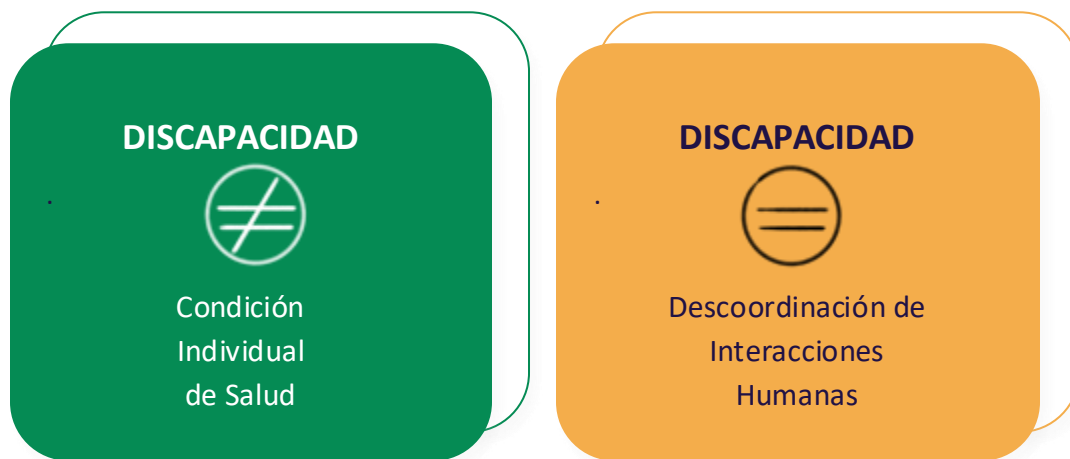 DISCAPACIDAD
≠
Condición
Individual
de Salud
DISCAPACIDAD
=
Descoordinación de
Interacciones
Humanas